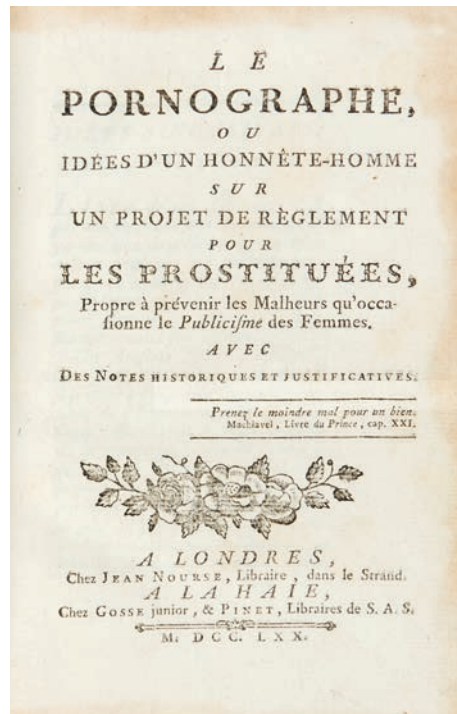 LE
PORNOGRAPHE,
OU
IDÉES D'UN HONNÊTE-HOMME
SUR
UN PROJET DE RÈGLEMENT
POUR
LES PROSTITUÉES,
Propre à prévenir les Malheurs qu'occa-
ſionne le Publiciſme des Femmes.
AVEC
DES NOTES HISTORIQUES ET JUSTIFICATIVES.
Prenez le moindre mal pour un bien.
Machiavel, Livre du Prince, cap. XXI.
A LONDRES,
Chez JEAN NOURSE, Libraire, dans le Strand.
A LA HAIE,
Chez GOSSE junior, & PINET, Libraires de S. A. S.
M. DCC. LXX.